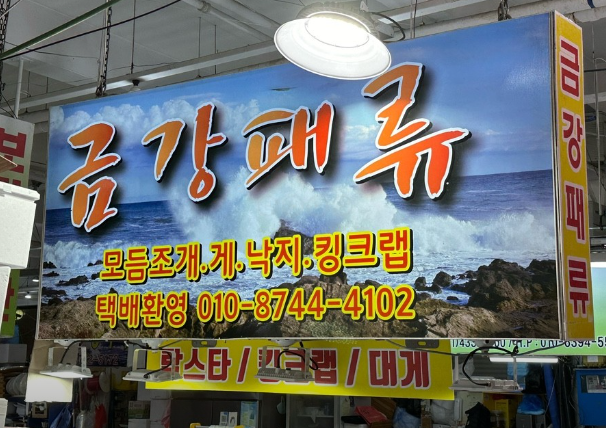 금강패류
모듬조개.게.낙지.킹크랩
택배환영 010-8744-4102
금강패류
랍스타 / 킹크랩 / 대게